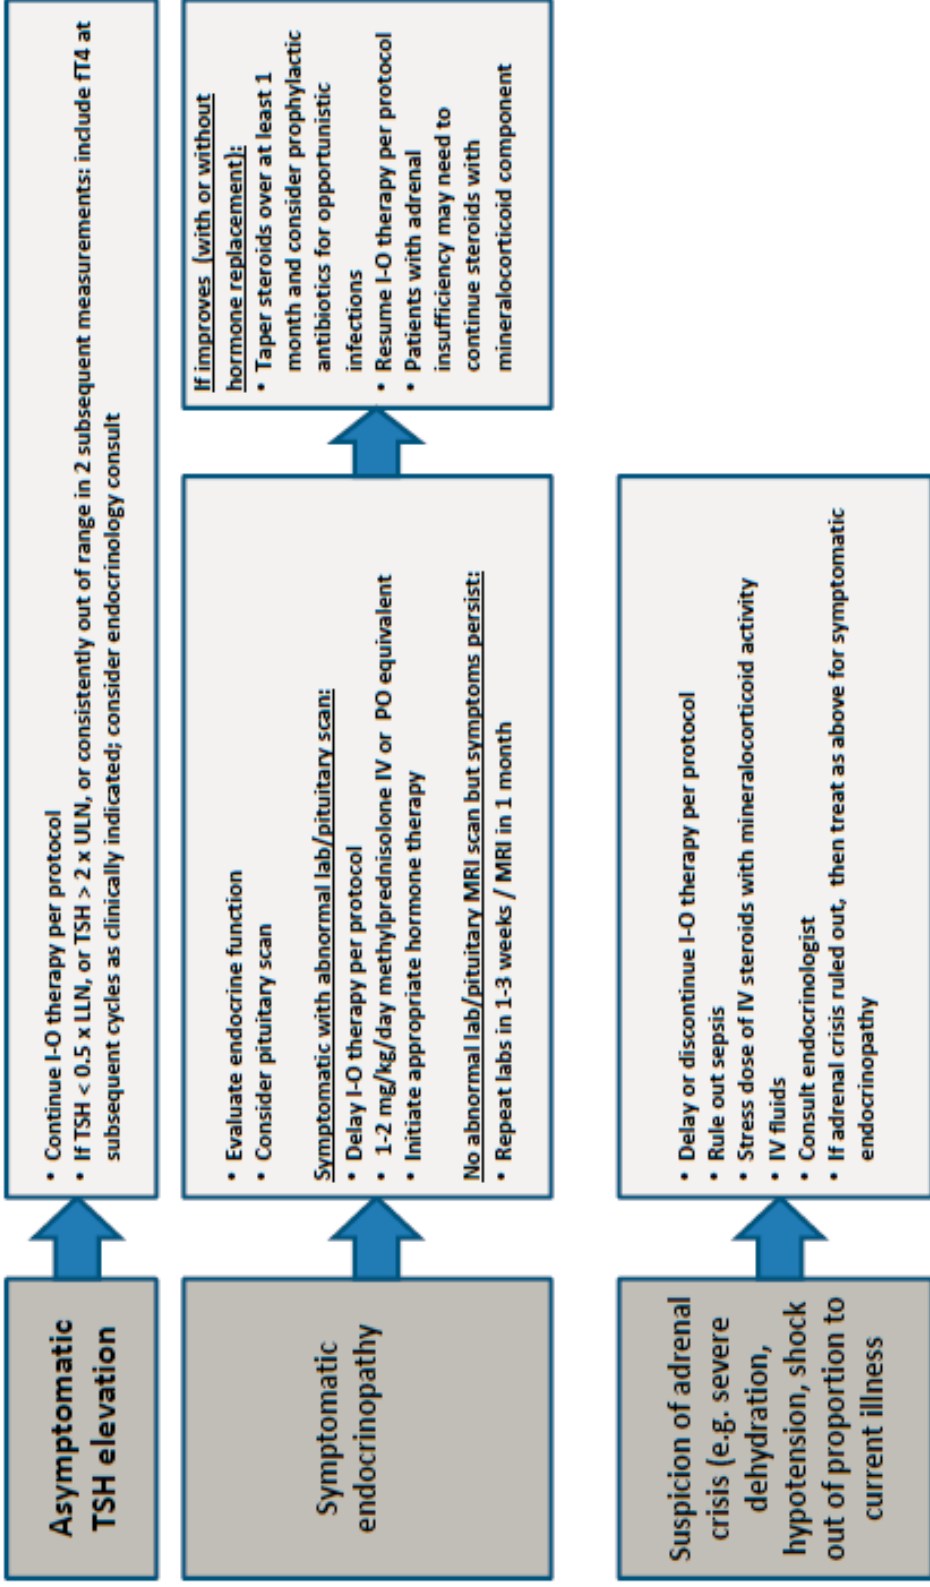 Asymptomatic
TSH elevation
• Continue I-O therapy per protocol
• If TSH < 0.5 x LLN, or TSH > 2 x ULN, or consistently out of range in 2 subsequent measurements: include fT4 at
subsequent cycles as clinically indicated; consider endocrinology consult
Symptomatic
endocrinopathy
• Evaluate endocrine function
• Consider pituitary scan
Symptomatic with abnormal lab/pituitary scan:
• Delay I-O therapy per protocol
• 1-2 mg/kg/day methylprednisolone IV or PO equivalent
• Initiate appropriate hormone therapy
No abnormal lab/pituitary MRI scan but symptoms persist:
• Repeat labs in 1-3 weeks / MRI in 1 month
If improves (with or without
hormone replacement):
• Taper steroids over at least 1
month and consider prophylactic
antibiotics for opportunistic
infections
• Resume I-O therapy per protocol
• Patients with adrenal
insufficiency may need to
continue steroids with
mineralocorticoid component
Suspicion of adrenal
crisis (e.g. severe
dehydration,
hypotension, shock
out of proportion to
current illness
• Delay or discontinue I-O therapy per protocol
• Rule out sepsis
• Stress dose of IV steroids with mineralocorticoid activity
• IV fluids
• Consult endocrinologist
• If adrenal crisis ruled out, then treat as above for symptomatic
endocrinopathy